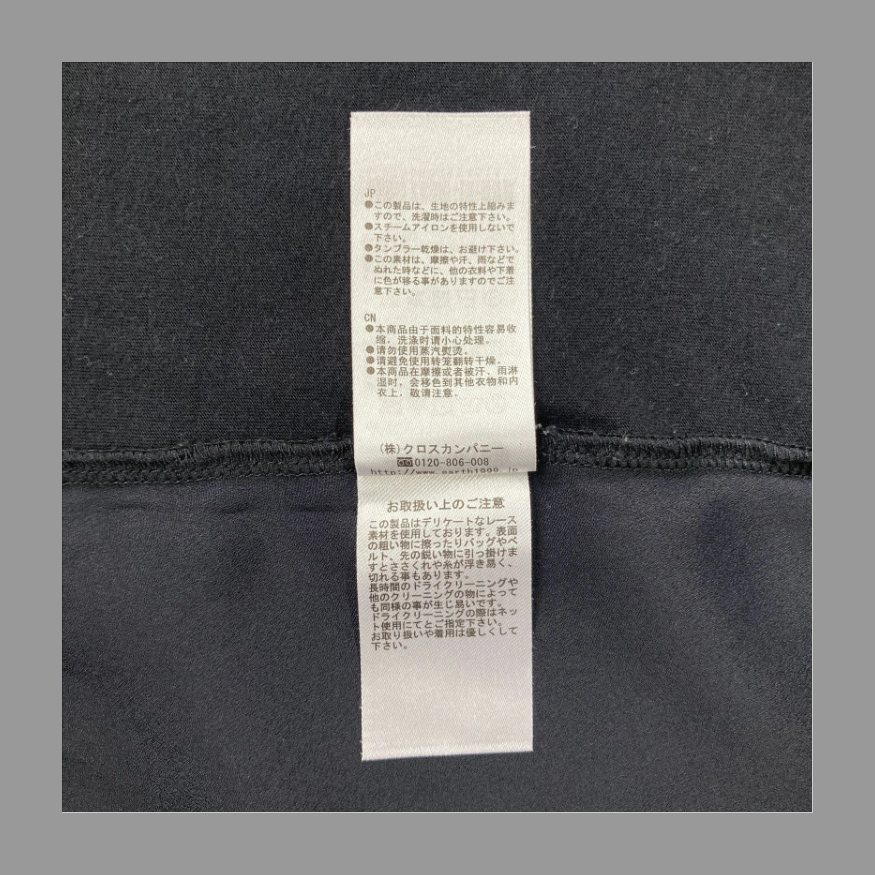 JP
●この製品は、生地の特性上縮みま
すので、洗濯時はご注意下さい。
●スチームアイロンを使用しないで
下さい。
●タンブラー乾燥は、お避け下さい。
●この素材は、摩擦や汗、雨などで
ぬれた時などに、他の衣料や下着
に色が移る事がありますのでご注
意下さい。
CN
●本商品由于面料的特性容易收
缩，洗涤时请小心处理。
●请勿使用蒸汽熨烫。
●请避免使用转笼翻转干燥。
●本商品在摩擦或者被汗、雨淋
湿时，会移色到其他衣物和内
衣上，敬请注意．
(株)クロスカンパニー
0120-806-008
http://www.earth1999.jp
お取扱い上のご注意
この製品はデリケートなレース
素材を使用しております。表面
の粗い物に擦ったりバッグやベ
ルト、先の鋭い物に引っ掛けま
すとささくれや糸が浮き易く、
切れる事もあります。
長時間のドライクリーニングや
他のクリーニングの物によって
も同様の事が生じ易いです。
ドライクリーニングの際はネッ
ト使用にてとご指定下さい。
お取り扱いや着用は優しくして
下さい。